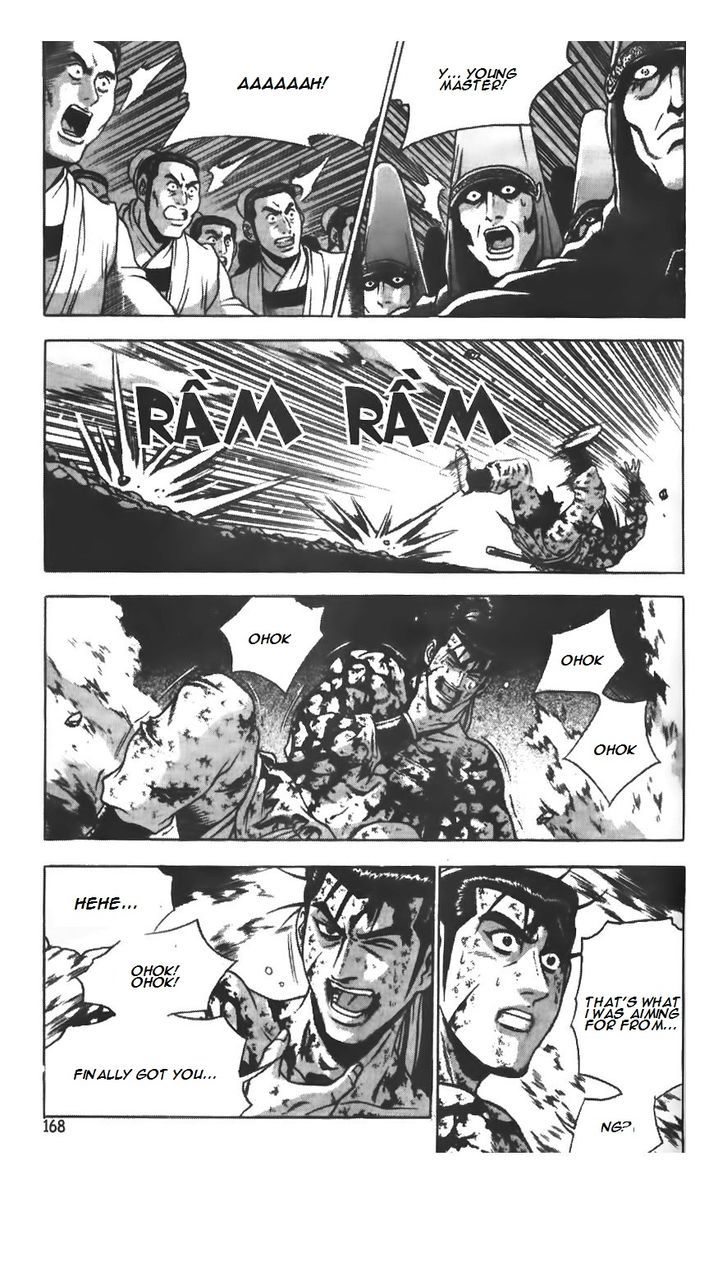 AAAAAAH!
Y... YOUNG
MASTER!
RẦM RẦM
OHOK
OHOK
OHOK
HEHE...
OHOK!
OHOK!
FINALLY GOT YOU...
THAT'S WHAT
I WAS AIMING
FOR FROM...
NG?
168